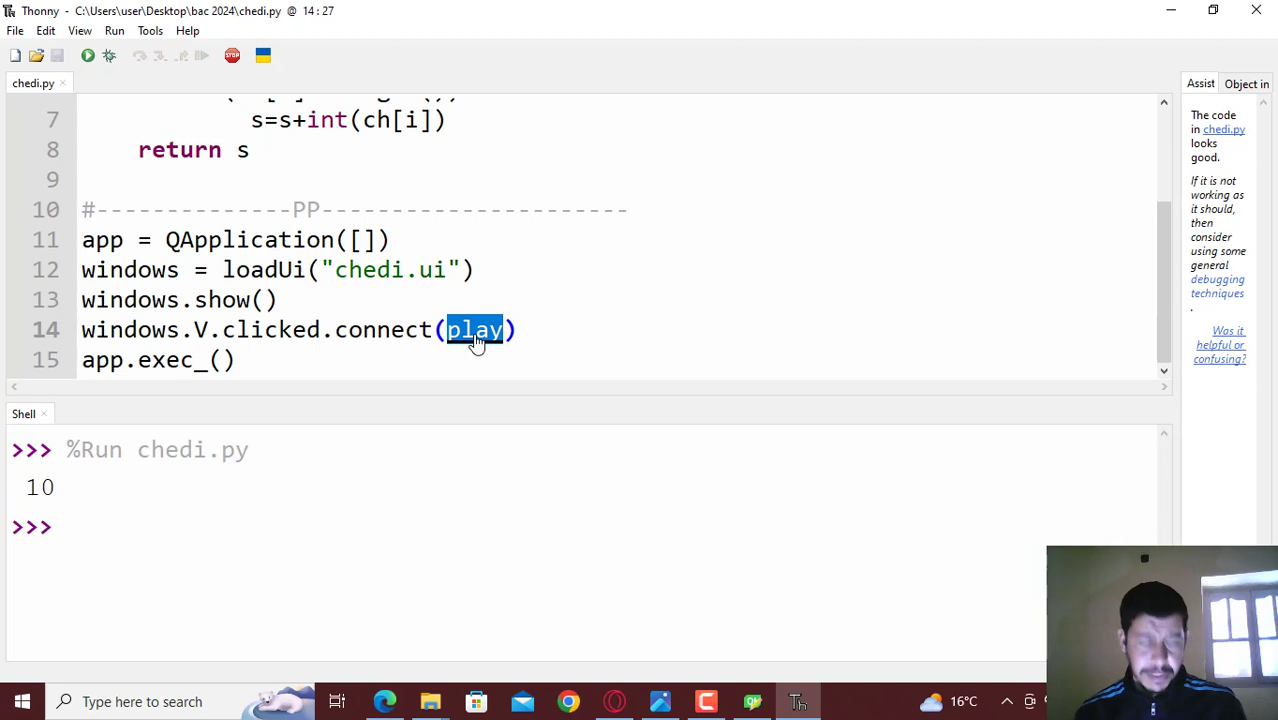 Thonny - C:\Users\user\Desktop\bac 2024\chedi.py @ 14 : 27
File Edit View Run Tools Help
STOP
chedi.py
Assist Object in
7 s=s+int(ch[i])
8 return s
9
10 #--------------PP----------------------
11 app = QApplication([])
12 windows = loadUi("chedi.ui")
13 windows.show()
14 windows.V.clicked.connect(play)
15 app.exec_()
The code
in chedi.py
looks
good.
If it is not
working as
it should,
then
consider
using some
general
debugging
techniques
.
Was it
helpful or
confusing?
Shell
>>> %Run chedi.py
10
>>>
Type here to search
16°C